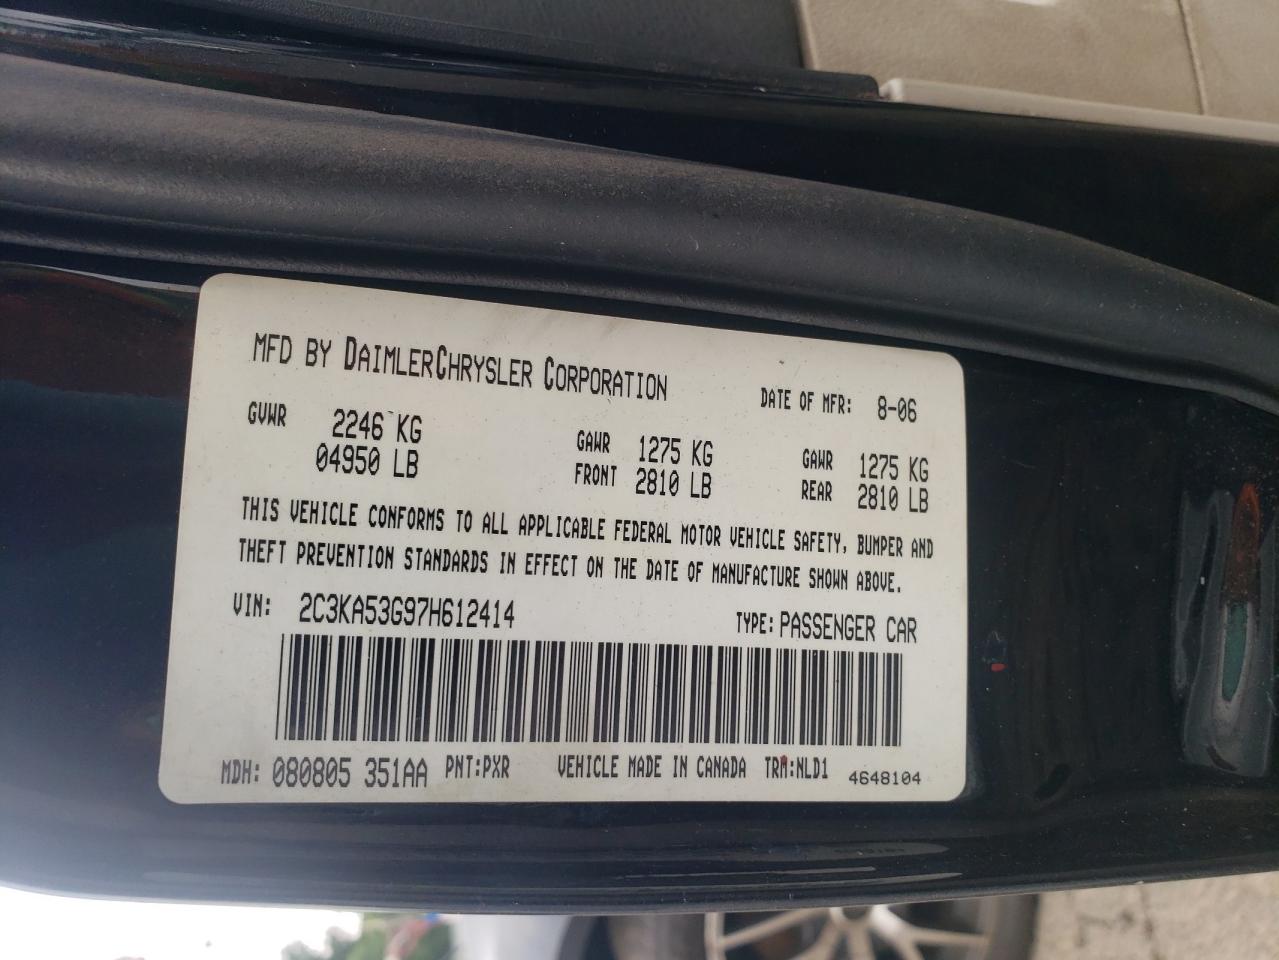 MFD BY DAIMLERCHRYSLER CORPORATION DATE OF MFR: 8-06
GVWR 2246 KG GAWR 1275 KG GAWR 1275 KG
04950 LB FRONT 2810 LB REAR 2810 LB
THIS VEHICLE CONFORMS TO ALL APPLICABLE FEDERAL MOTOR VEHICLE SAFETY, BUMPER AND
THEFT PREVENTION STANDARDS IN EFFECT ON THE DATE OF MANUFACTURE SHOWN ABOVE.
VIN: 2C3KA53G97H612414 TYPE: PASSENGER CAR
MDH: 080805 351AA PNT:PXR VEHICLE MADE IN CANADA TRM:NLD1 4648104